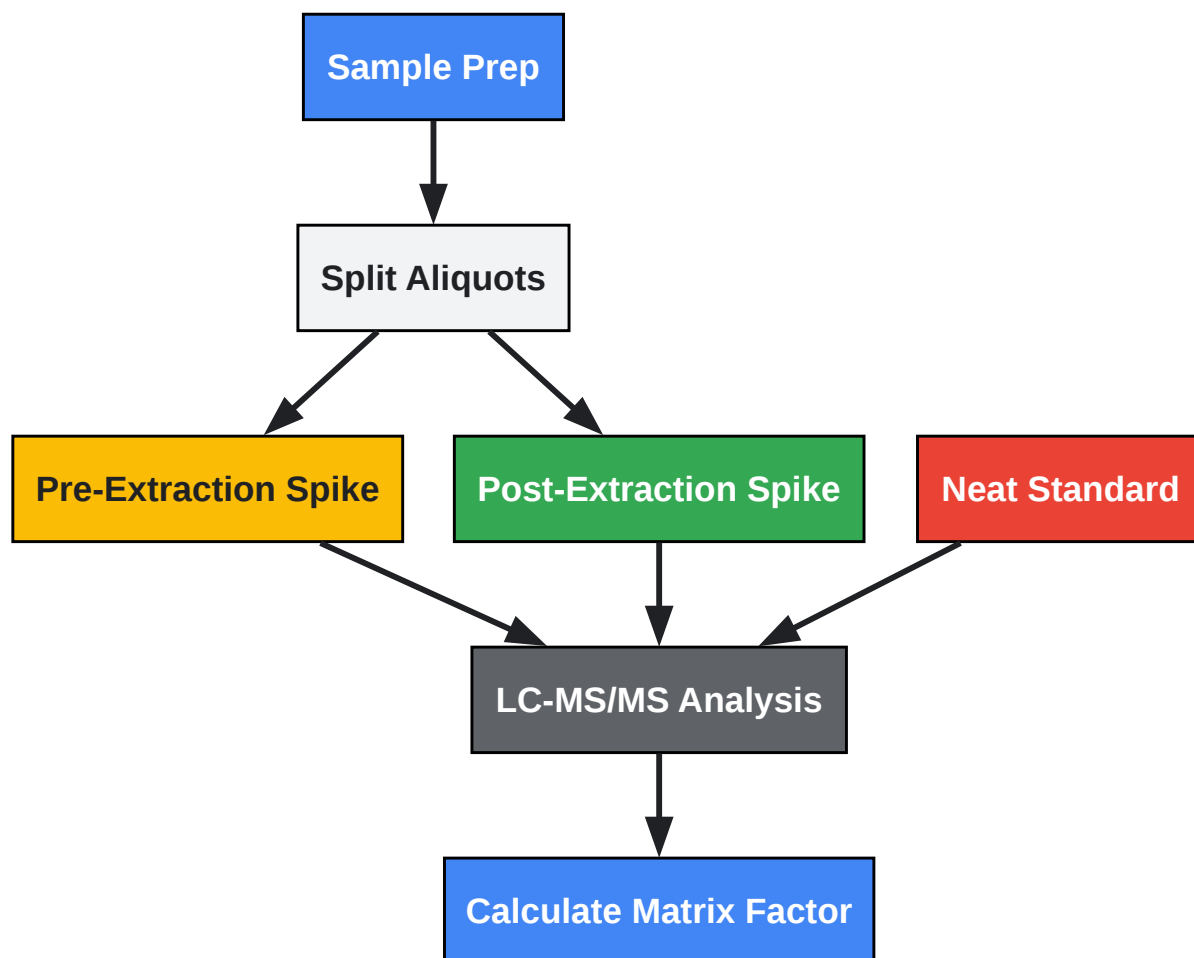 Sample Prep
Split Aliquots
Pre-Extraction Spike
Post-Extraction Spike
Neat Standard
LC-MS/MS Analysis
Calculate Matrix Factor